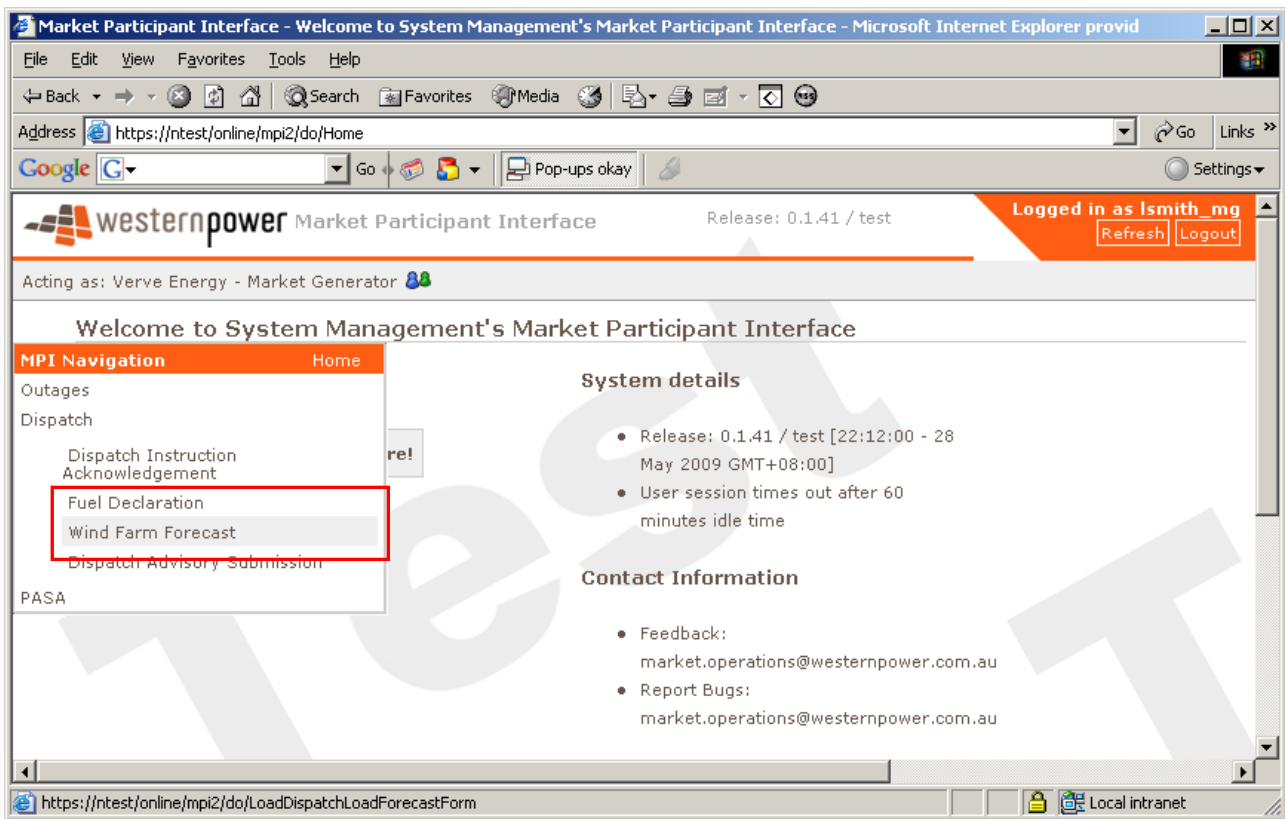 Market Participant Interface - Welcome to System Management's Market Participant Interface - Microsoft Internet Explorer provid
File Edit View Favorites Tools Help
Back Search Favorites Media
Address https://ntest/online/mpi2/do/Home Go Links »
Google G Go Pop-ups okay Settings
westernpower Market Participant Interface Release: 0.1.41 / test Logged in as lsmith_mg
Refresh Logout
Acting as: Verve Energy - Market Generator
Welcome to System Management's Market Participant Interface
MPI Navigation Home
Outages
Dispatch
Dispatch Instruction
Acknowledgement
Fuel Declaration
Wind Farm Forecast
Dispatch Advisory Submission
PASA
re!
System details
• Release: 0.1.41 / test [22:12:00 - 28
May 2009 GMT+08:00]
• User session times out after 60
minutes idle time
Contact Information
• Feedback:
market.operations@westernpower.com.au
• Report Bugs:
market.operations@westernpower.com.au
Test
T
https://ntest/online/mpi2/do/LoadDispatchLoadForecastForm Local intranet